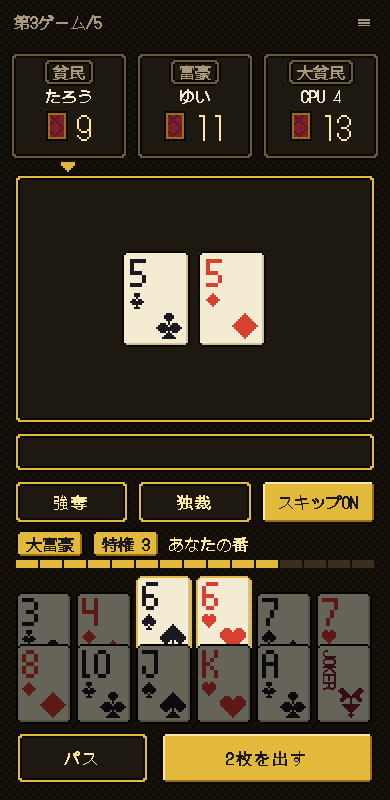 第3ゲーム/5 ≡
貧民 富豪 大貧民
たろう ゆい CPU 4
9 11 13
5 5
強奪 独裁 スキップON
大富豪 特権 3 あなたの番
3 4 6 6 7 7
8 10 J K A JOKER
パス 2枚を出す